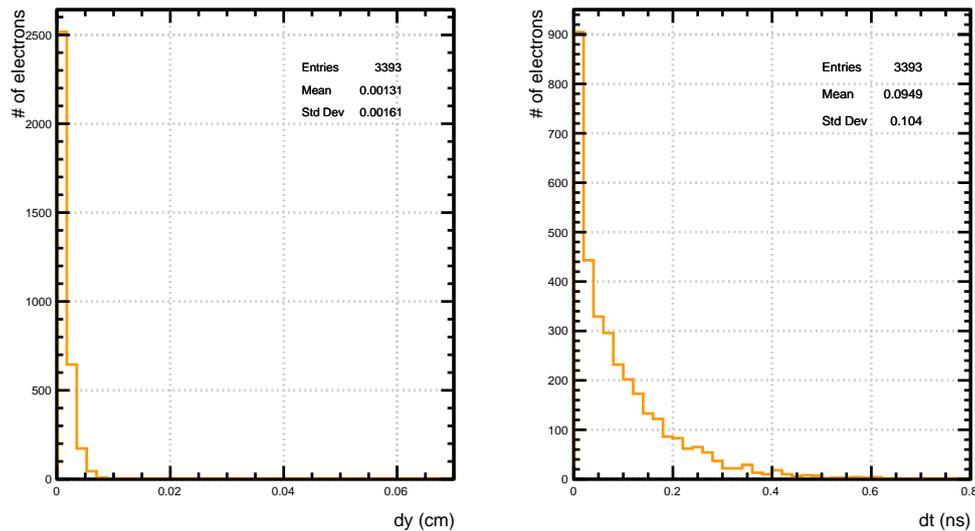 # of electrons
2500
2000
1500
1000
500
0
Entries 3393
Mean 0.00131
Std Dev 0.00161
0 0.02 0.04 0.06
dy (cm)
# of electrons
900
800
700
600
500
400
300
200
100
0
Entries 3393
Mean 0.0949
Std Dev 0.104
0 0.2 0.4 0.6 0.8
dt (ns)